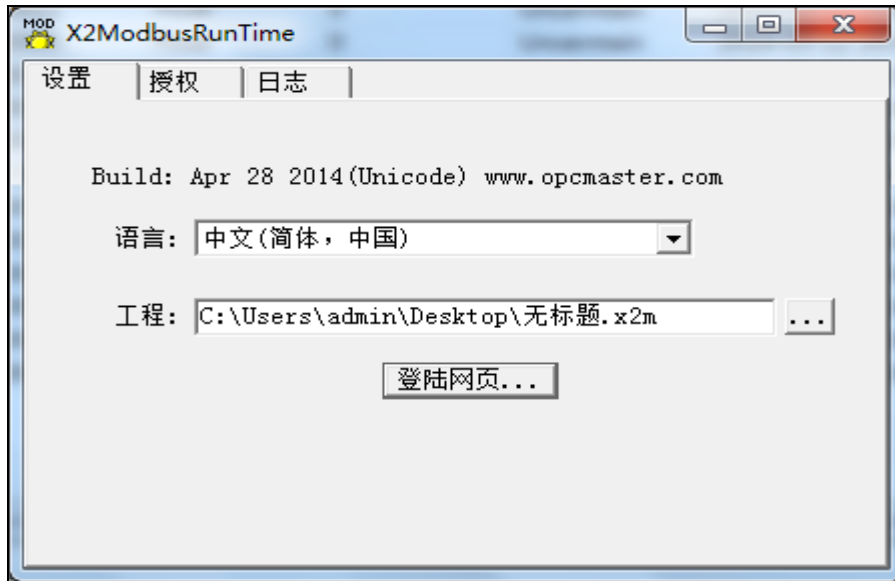 MOD
X2ModbusRunTime
设置 授权 日志
Build: Apr 28 2014(Unicode) www.opcmaster.com
语言: 中文(简体，中国)
工程: C:\Users\admin\Desktop\无标题.x2m ...
登陆网页...